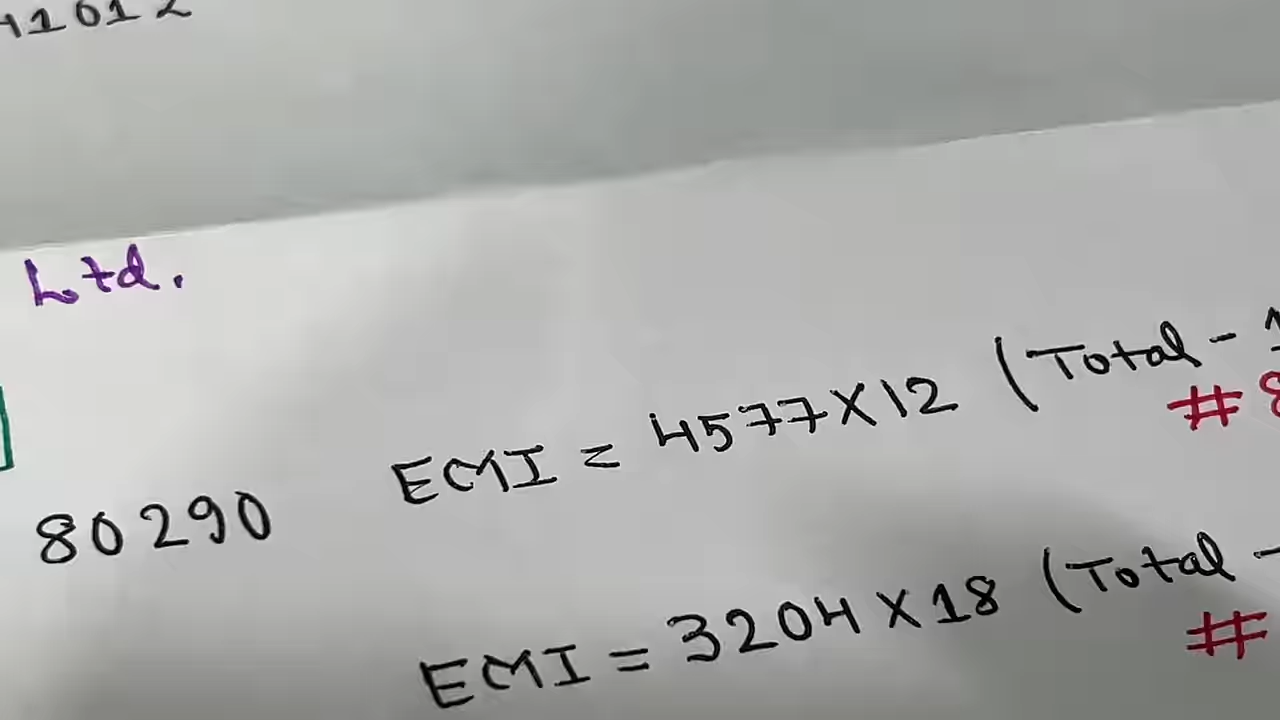 Ltd.
EMI = 4577X12 (Total -
#
80290
EMI = 3204 X 18 (Total -
#